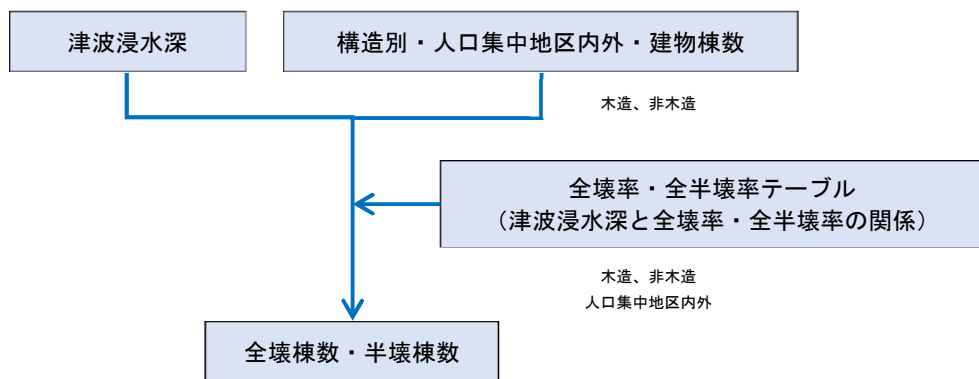 津波浸水深
構造別・人口集中地区内外・建物棟数
木造、非木造
全壊率・全半壊率テーブル
（津波浸水深と全壊率・全半壊率の関係）
木造、非木造
人口集中地区内外
全壊棟数・半壊棟数